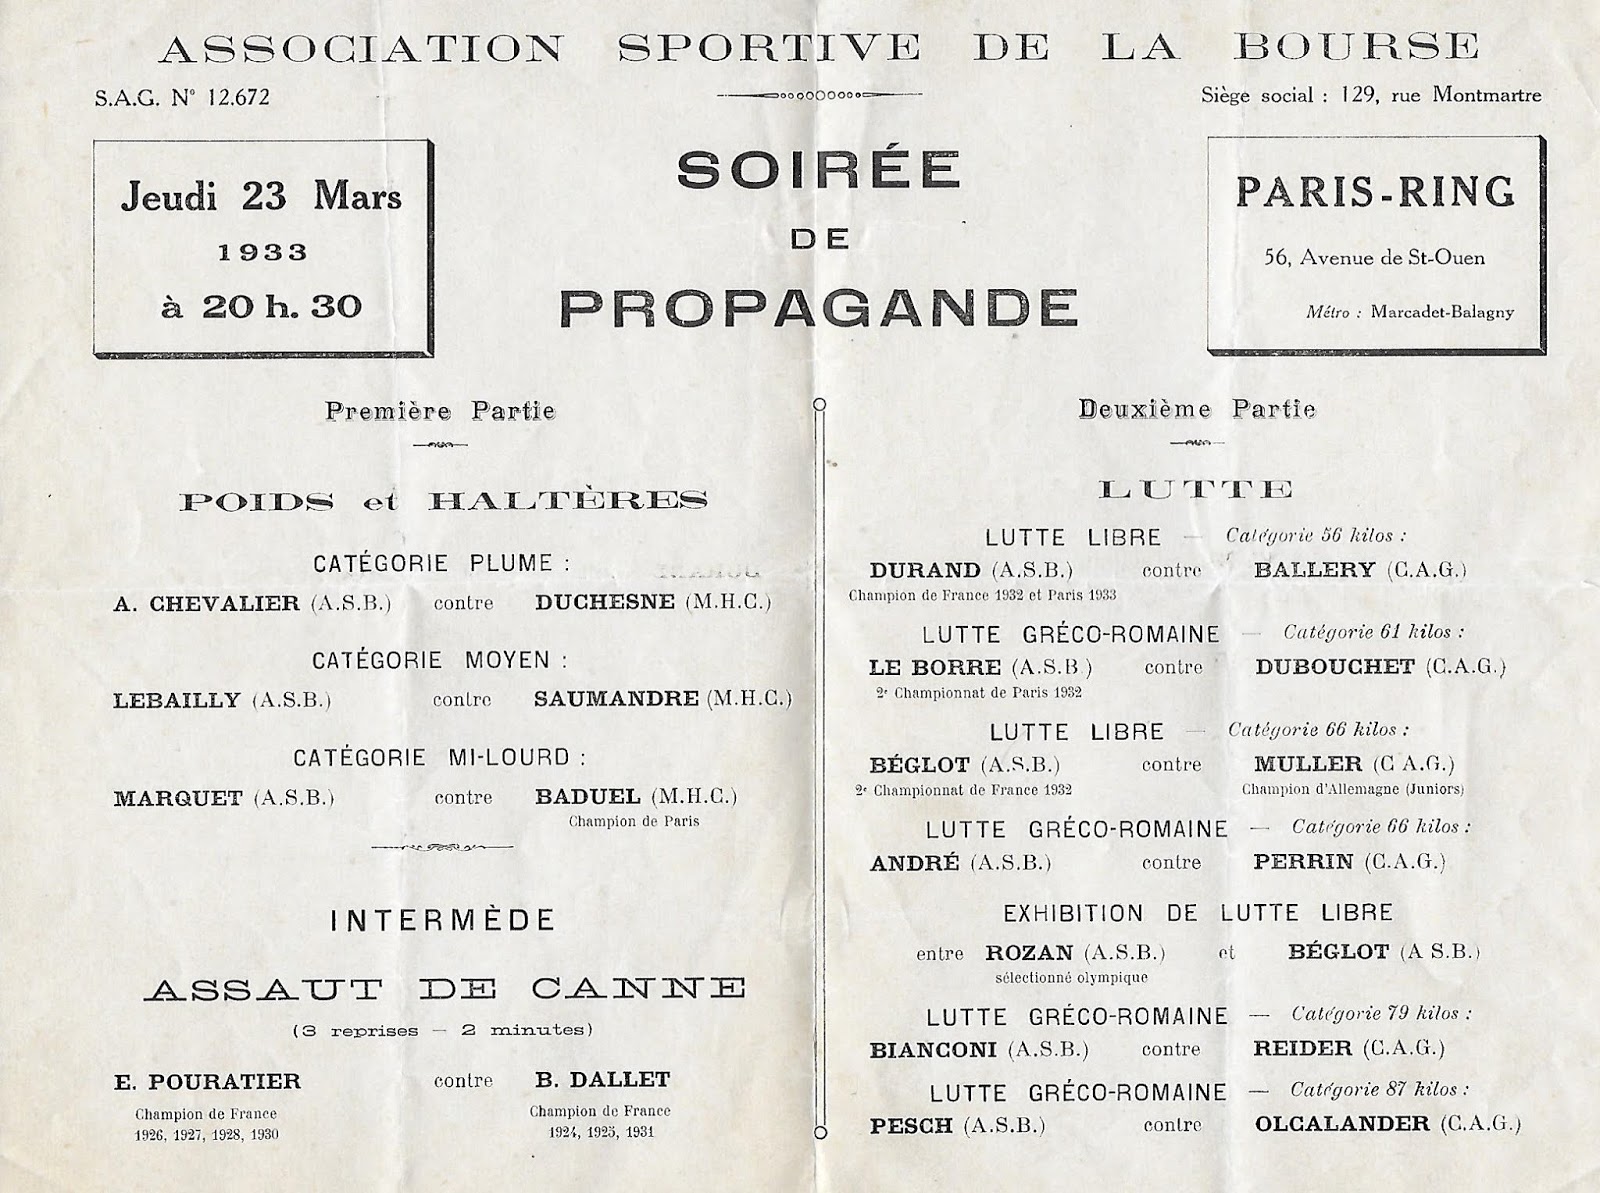 ASSOCIATION SPORTIVE DE LA BOURSE
S.A.G. N° 12.672
Siège social : 129, rue Montmartre
Jeudi 23 Mars
1933
à 20 h. 30
SOIRÉE
DE
PROPAGANDE
PARIS-RING
56, Avenue de St-Ouen
Métro : Marcadet-Balagny
Première Partie
POIDS et HALTÈRES
CATÉGORIE PLUME :
A. CHEVALIER (A.S.B.) contre DUCHESNE (M.H.C.)
CATÉGORIE MOYEN :
LEBAILLY (A.S.B.) contre SAUMANDRE (M.H.C.)
CATÉGORIE MI-LOURD :
MARQUET (A.S.B.) contre BADUEL (M.H.C.)
Champion de Paris
INTERMÈDE
ASSAUT DE CANNE
(3 reprises — 2 minutes)
E. POURATIER contre B. DALLET
Champion de France Champion de France
1926, 1927, 1928, 1930 1924, 1925, 1931
Deuxième Partie
LUTTE
LUTTE LIBRE — Catégorie 56 kilos :
DURAND (A.S.B.) contre BALLERY (C.A.G.)
Champion de France 1932 et Paris 1933
LUTTE GRÉCO-ROMAINE — Catégorie 61 kilos :
LE BORRE (A.S.B.) contre DUBOUCHET (C.A.G.)
2e Championnat de Paris 1932
LUTTE LIBRE — Catégorie 66 kilos :
BÉGLOT (A.S.B.) contre MULLER (C A.G.)
2e Championnat de France 1932 Champion d'Allemagne (Juniors)
LUTTE GRÉCO-ROMAINE — Catégorie 66 kilos :
ANDRÉ (A.S.B.) contre PERRIN (C.A.G.)
EXHIBITION DE LUTTE LIBRE
entre ROZAN (A.S.B.) et BÉGLOT (A S.B.)
sélectionné olympique
LUTTE GRÉCO-ROMAINE — Catégorie 79 kilos :
BIANCONI (A.S.B.) contre REIDER (C.A.G.)
LUTTE GRÉCO-ROMAINE — Catégorie 87 kilos :
PESCH (A.S.B.) contre OLCALANDER (C.A.G.)